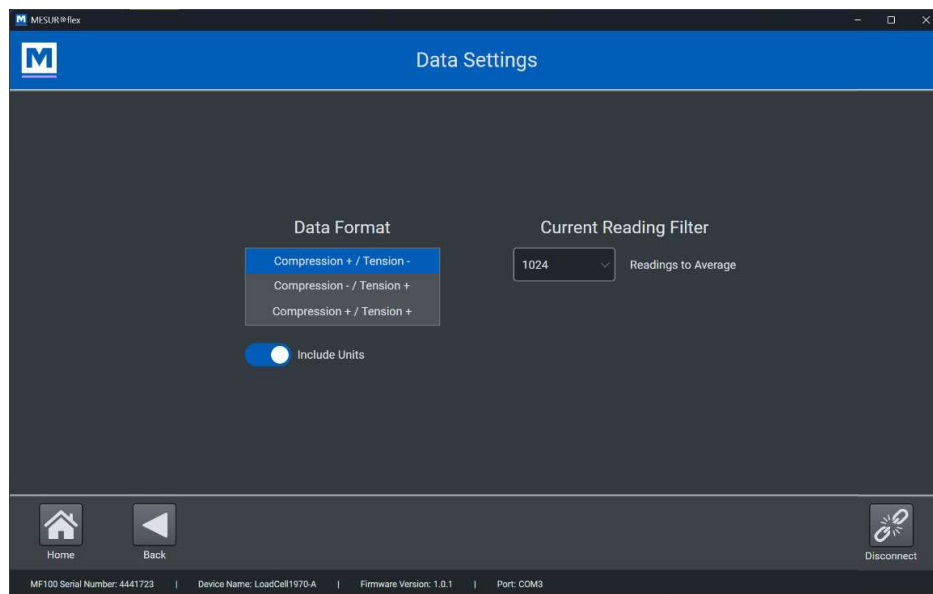 M MESUR®flex
M
Data Settings
Data Format
Compression + / Tension -
Compression - / Tension +
Compression + / Tension +
Include Units
Current Reading Filter
1024 Readings to Average
Home
Back
Disconnect
MF100 Serial Number: 4441723 | Device Name: LoadCell1970-A | Firmware Version: 1.0.1 | Port: COM3